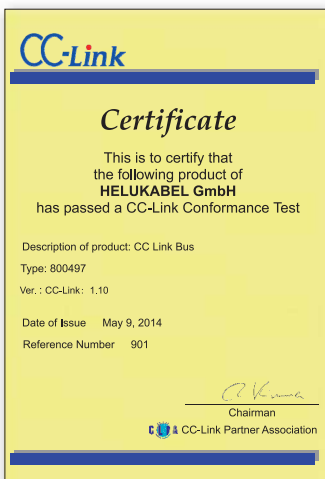 CC-Link
Certificate
This is to certify that
the following product of
HELUKABEL GmbH
has passed a CC-Link Conformance Test
Description of product: CC Link Bus
Type: 800497
Ver. : CC-Link: 1.10
Date of Issue May 9, 2014
Reference Number 901
Chairman
CLPA CC-Link Partner Association